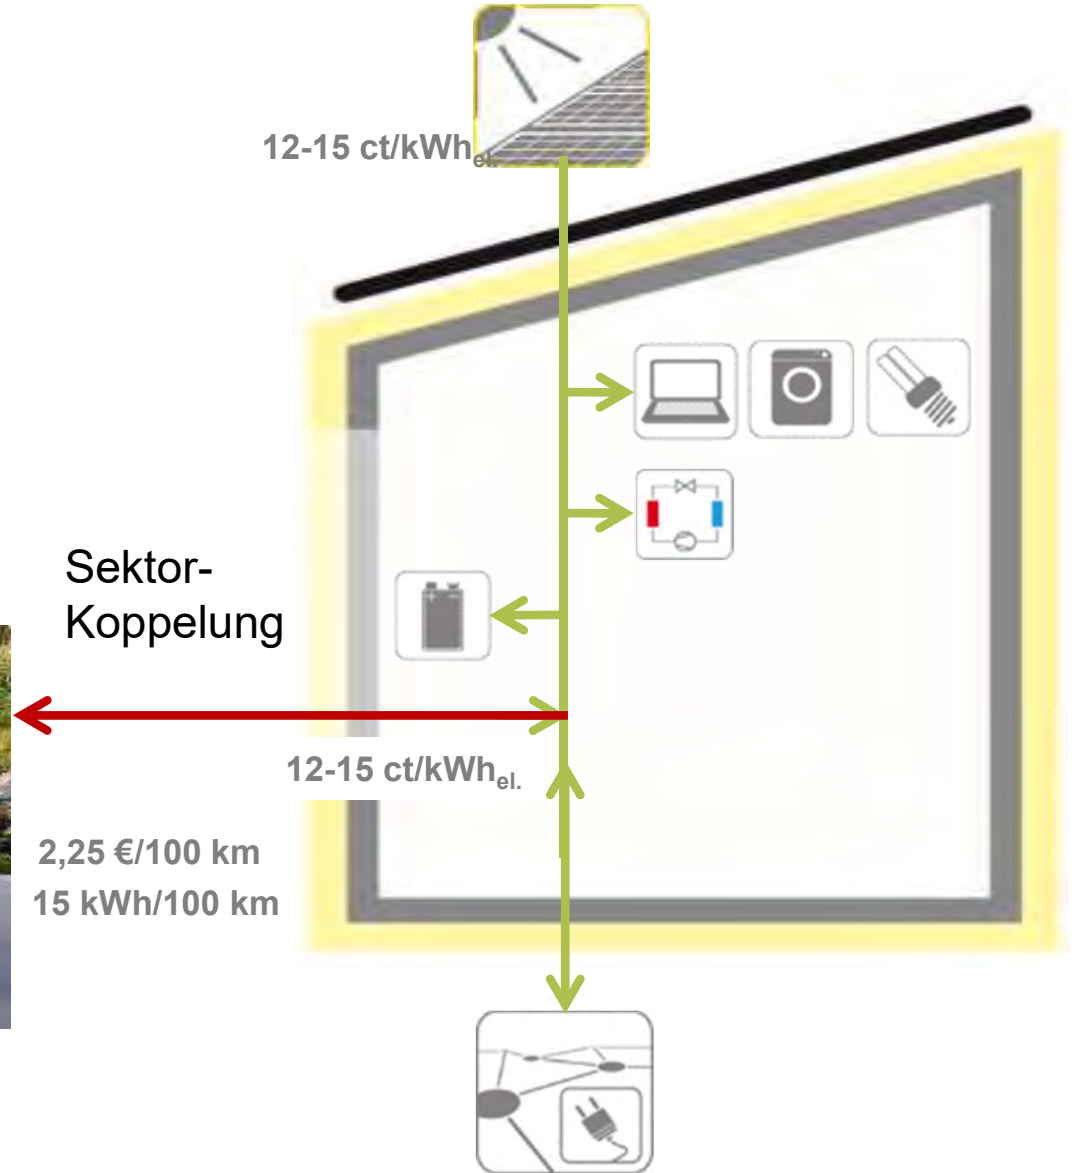 12-15 ct/kWhel.
Sektor-
Koppelung
12-15 ct/kWhel.
2,25 €/100 km
15 kWh/100 km